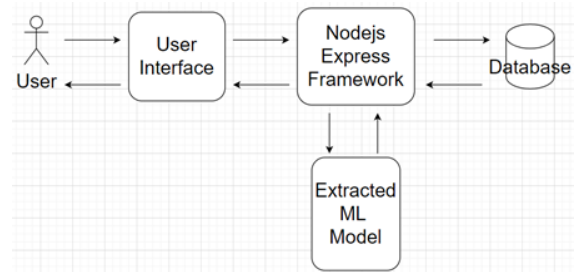 User
User
Interface
Nodejs
Express
Framework
Database
Extracted
ML
Model